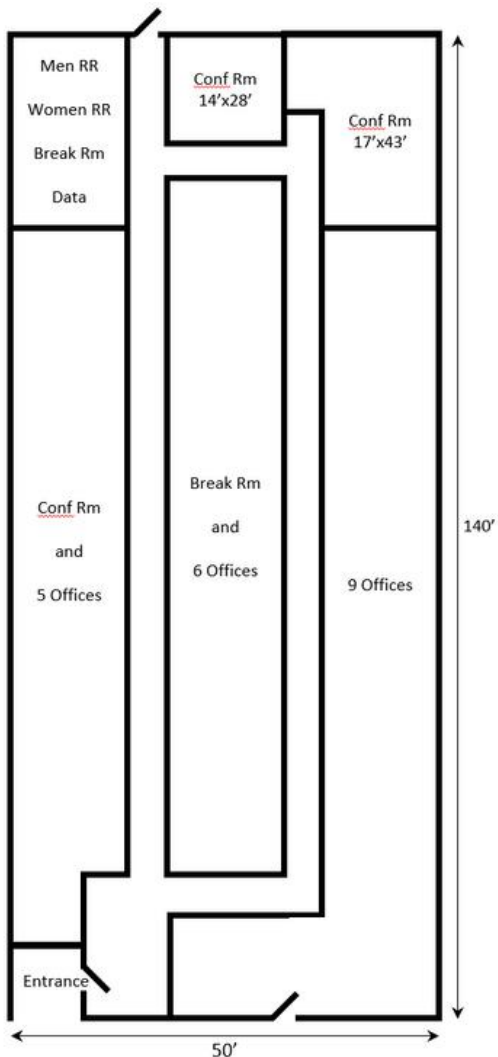 Men RR
Women RR
Break Rm
Data
Conf Rm
14’x28’
Conf Rm
17’x43’
Conf Rm
and
5 Offices
Break Rm
and
6 Offices
9 Offices
140’
Entrance
50’